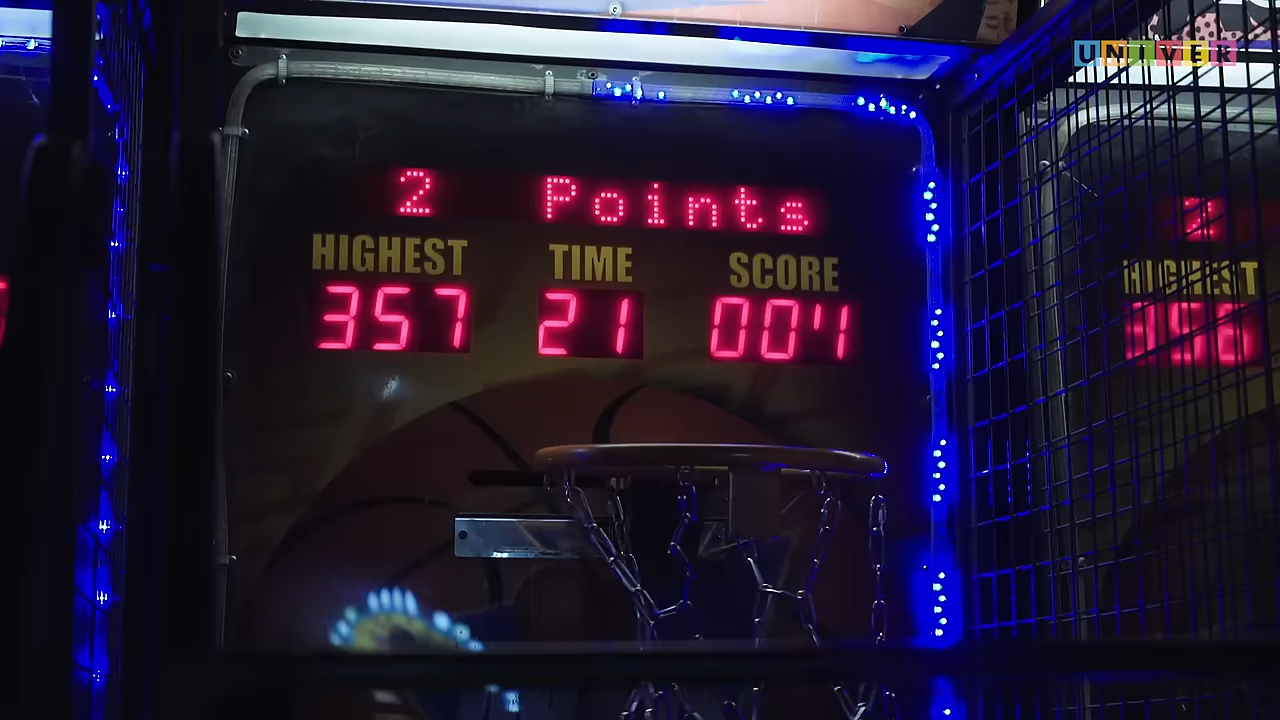 UNIVER
2 Points
HIGHEST TIME SCORE
357 21 004
HIGHEST